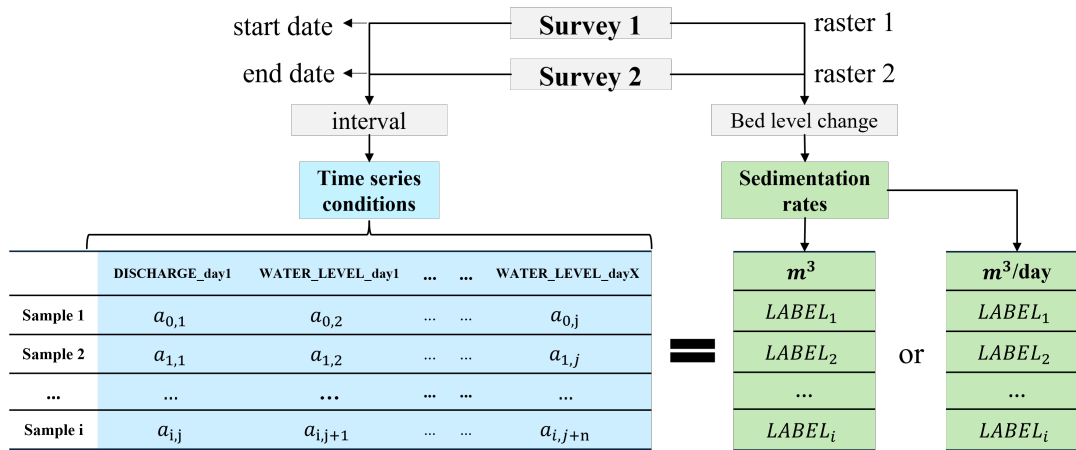 start date Survey 1 raster 1
end date Survey 2 raster 2
interval Bed level change
Time series
conditions
Sedimentation
rates
DISCHARGE_day1 WATER_LEVEL_day1 ... ... WATER_LEVEL_dayX m³ m³/day
Sample 1 a₀,₁ a₀,₂ ... ... a₀,ⱼ LABEL₁ LABEL₁
Sample 2 a₁,₁ a₁,₂ ... ... a₁,ⱼ = LABEL₂ or LABEL₂
... ... ... ... ... ... ... ...
Sample i aᵢ,ⱼ aᵢ,ⱼ₊₁ ... ... aᵢ,ⱼ₊ₙ LABELᵢ LABELᵢ